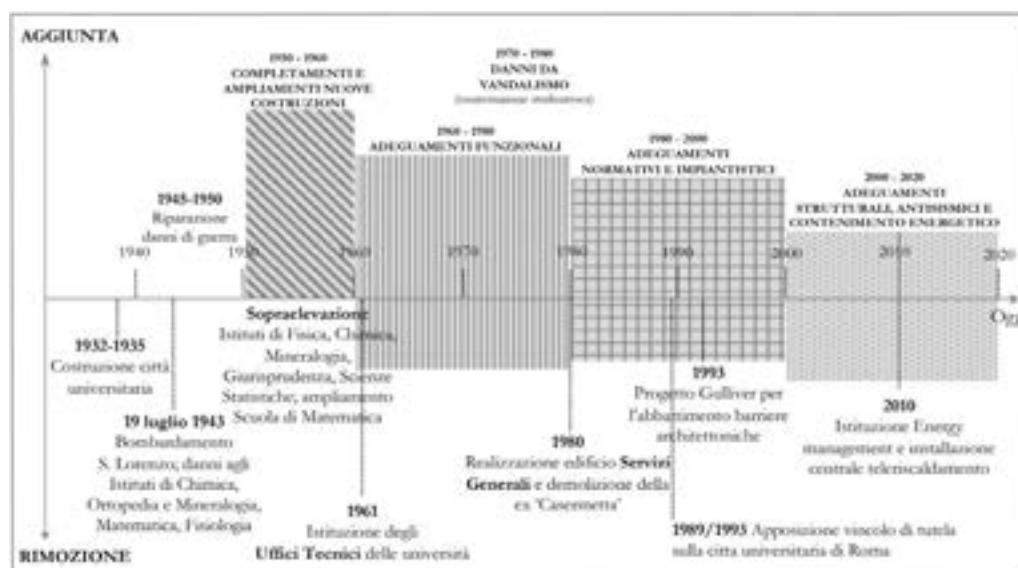 AGGIUNTA
1950 - 1960
COMPLETAMENTI E
AMPLIAMENTI NUOVE
COSTRUZIONI
1970 - 1980
DANNI DA
VANDALISMO
(contestazione studentesca)
1960 - 1980
ADEGUAMENTI FUNZIONALI
1980 - 2000
ADEGUAMENTI
NORMATIVI E IMPIANTISTICI
2000 - 2020
ADEGUAMENTI
STRUTTURALI, ANTISISMICI E
CONTENIMENTO ENERGETICO
1943-1950
Riparazione
danni di guerra
1940
1950
1960
1970
1980
1990
2000
2010
2020
Oggi
1932-1935
Costruzione città
universitaria
19 luglio 1943
Bombardamento
S. Lorenzo; danni agli
Istituti di Chimica,
Ortopedia e Mineralogia,
Matematica, Fisiologia
Sopraelevazione
Istituti di Fisica, Chimica,
Mineralogia,
Giurisprudenza, Scienze
Statistiche, ampliamento
Scuola di Matematica
1961
Istituzione degli
Uffici Tecnici delle università
1980
Realizzazione edificio Servizi
Generali e demolizione della
ex 'Casermetta'
1993
Progetto Gulliver per
l'abbattimento barriere
architettoniche
1989/1993 Apposizione vincolo di tutela
sulla citta universitaria di Roma
2010
Istituzione Energy
management e installazione
centrale teleriscaldamento
RIMOZIONE